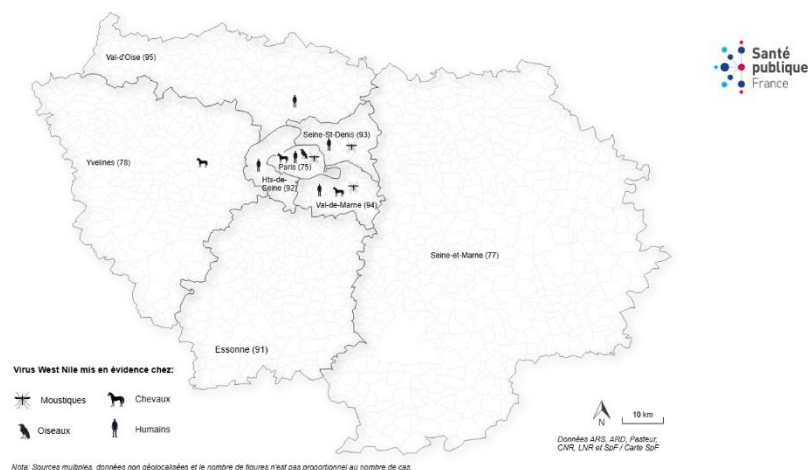 Santé
publique
France
Val-d'Oise (95)
Seine-St-Denis (93)
Yvelines (78)
Paris (75)
Hts-de-
Seine (92)
Val-de-Marne (94)
Seine-et-Marne (77)
Essonne (91)
Virus West Nile mis en évidence chez:
Moustiques
Chevaux
Oiseaux
Humains
N
10 km
Données ARS, ARD, Pasteur,
CNR, LNR et SpF / Carte SpF
Nota: Sources multiples, données non géolocalisées et le nombre de figures n'est pas proportionnel au nombre de cas.